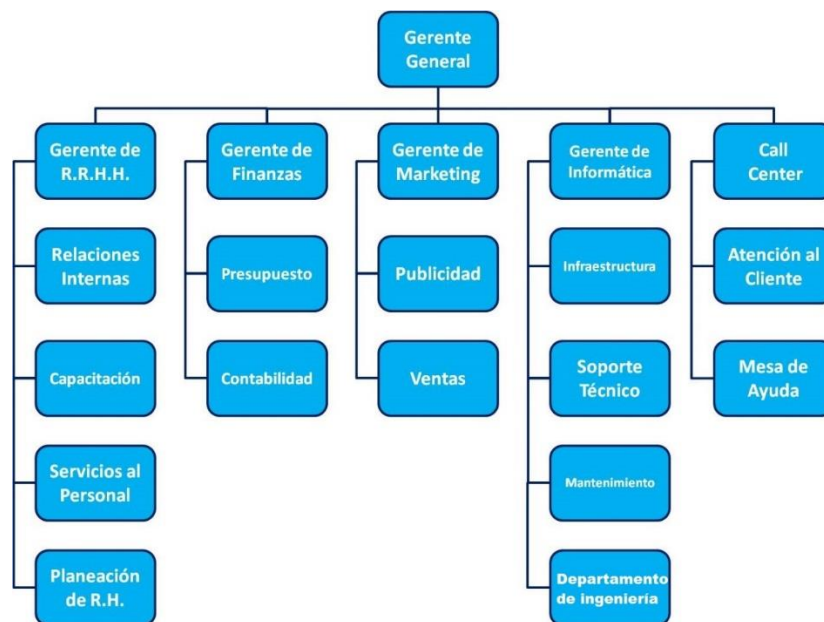 Gerente
General
Gerente de
R.R.H.H.
Gerente de
Finanzas
Gerente de
Marketing
Gerente de
Informática
Call
Center
Relaciones
Internas
Presupuesto
Publicidad
Infraestructura
Atención al
Cliente
Capacitación
Contabilidad
Ventas
Soporte
Técnico
Mesa de
Ayuda
Servicios al
Personal
Mantenimiento
Planeación
de R.H.
Departamento
de ingeniería